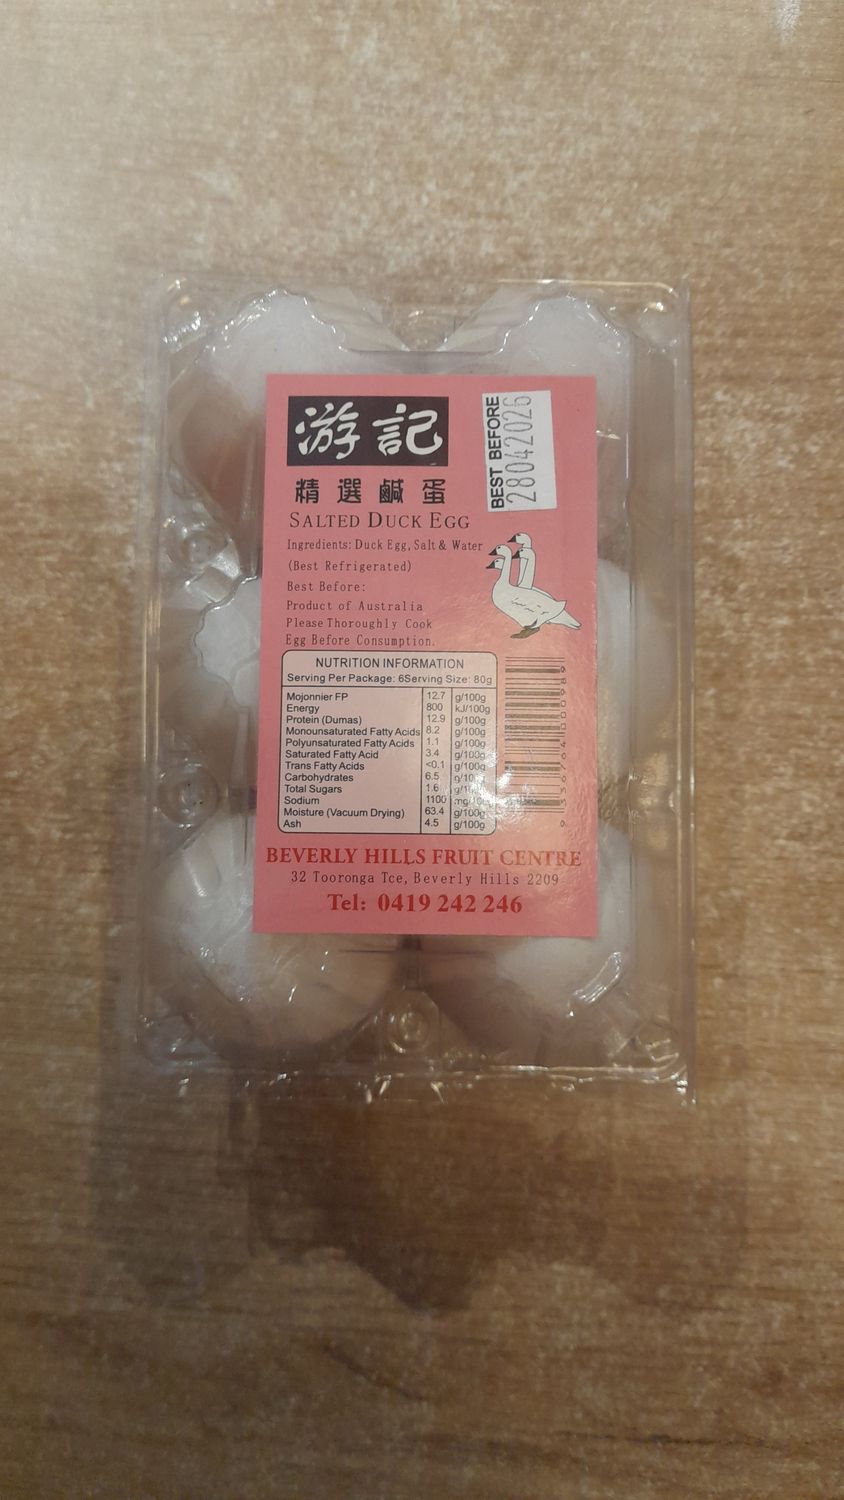 游記
精選鹹蛋
SALTED DUCK EGG
Ingredients: Duck Egg, Salt & Water
(Best Refrigerated)
Best Before:
Product of Australia
Please Thoroughly Cook
Egg Before Consumption.
BEST BEFORE
28042026
NUTRITION INFORMATION
Serving Per Package: 6Serving Size: 80g
Mojonnier FP 12.7 g/100g
Energy 800 kJ/100g
Protein (Dumas) 12.9 g/100g
Monounsaturated Fatty Acids 8.2 g/100g
Polyunsaturated Fatty Acids 1.1 g/100g
Saturated Fatty Acid 3.4 g/100g
Trans Fatty Acids <0.1 g/100g
Carbohydrates 6.5 g/100g
Total Sugars 1.6 g/100g
Sodium 1100 mg/100g
Moisture (Vacuum Drying) 63.4 g/100g
Ash 4.5 g/100g
BEVERLY HILLS FRUIT CENTRE
32 Tooronga Tce, Beverly Hills 2209
Tel: 0419 242 246